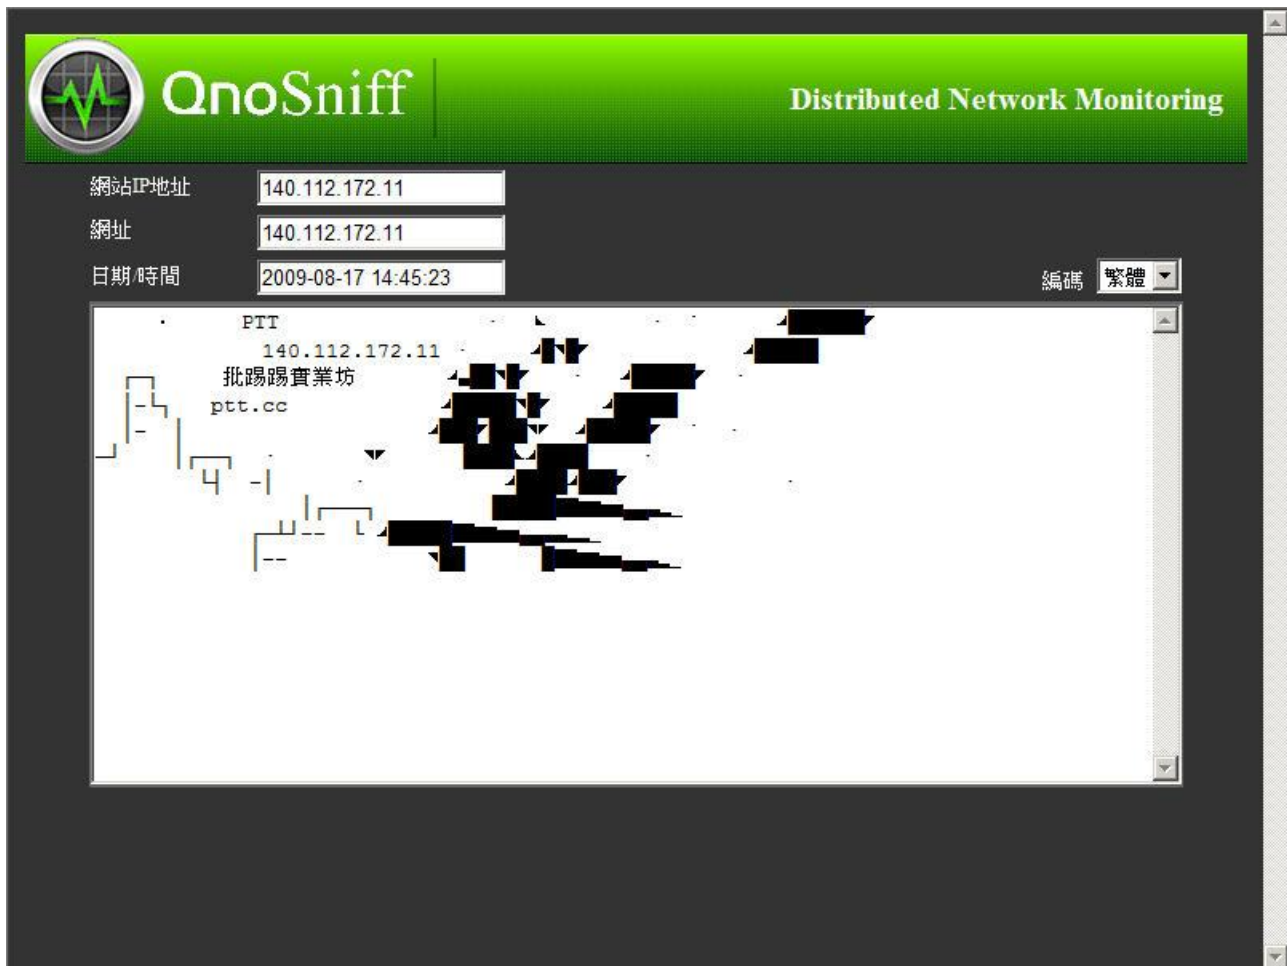 QnoSniff
Distributed Network Monitoring
網站IP地址 140.112.172.11
網址 140.112.172.11
日期/時間 2009-08-17 14:45:23
編碼 繁體
PTT
140.112.172.11
批踢踢實業坊
ptt.cc